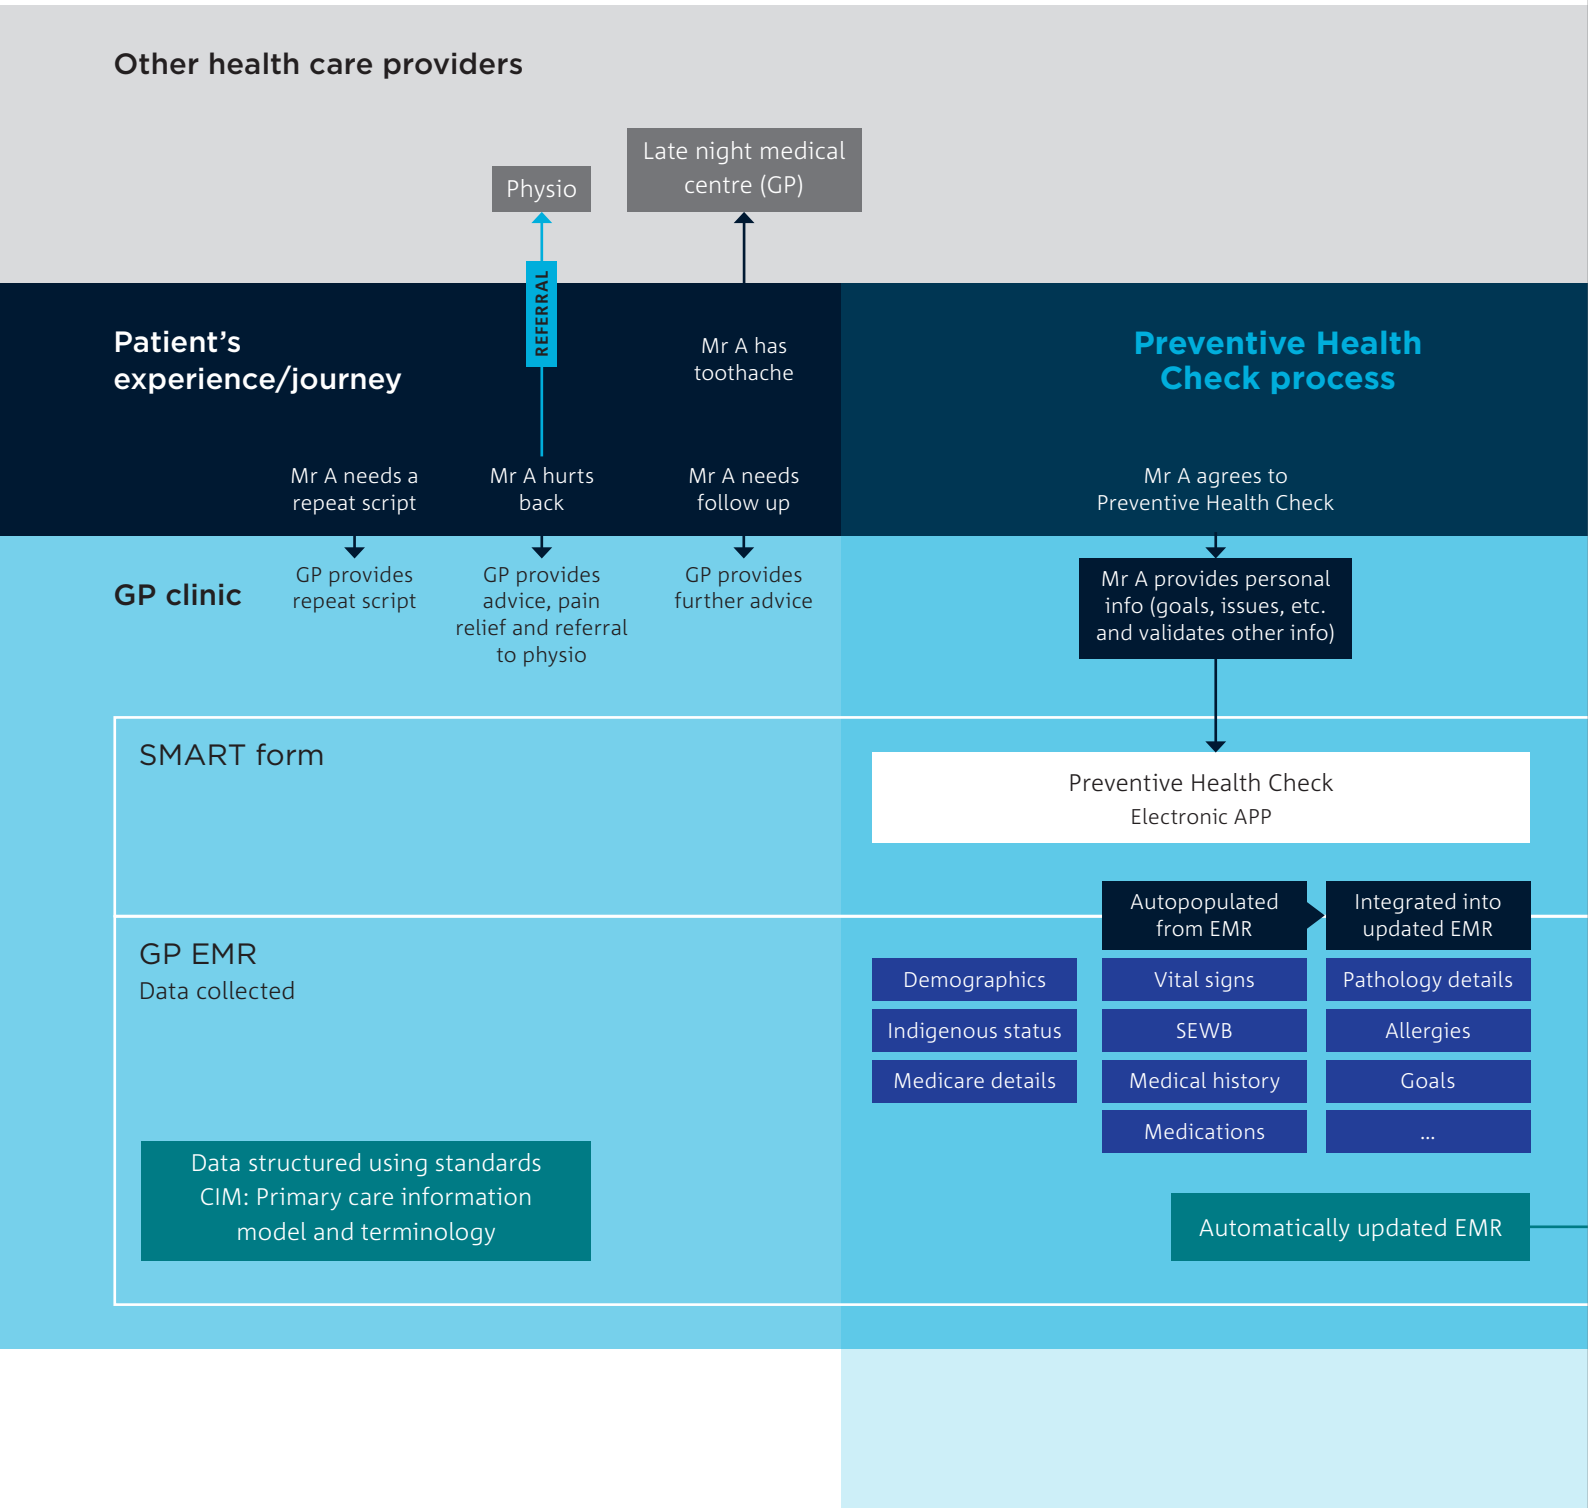 Other health care providers
Late night medical
centre (GP)
Physio
REFERRAL
Patient's
experience/journey
Mr A has
toothache
Preventive Health
Check process
Mr A needs a
repeat script
Mr A hurts
back
Mr A needs
follow up
Mr A agrees to
Preventive Health Check
GP clinic
GP provides
repeat script
GP provides
advice, pain
relief and referral
to physio
GP provides
further advice
Mr A provides personal
info (goals, issues, etc.
and validates other info)
SMART form
Preventive Health Check
Electronic APP
Autopopulated
from EMR
Integrated into
updated EMR
GP EMR
Data collected
Demographics
Vital signs
Pathology details
Indigenous status
SEWB
Allergies
Medicare details
Medical history
Goals
Medications
...
Data structured using standards
CIM: Primary care information
model and terminology
Automatically updated EMR